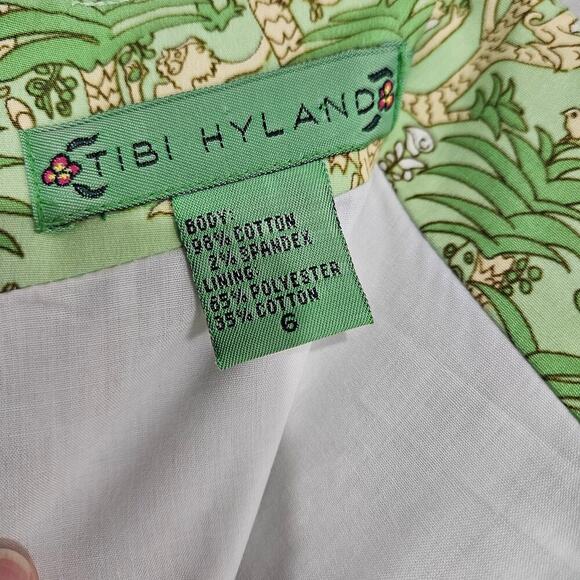 TIBI HYLAND
BODY:
98% COTTON
2% SPANDEX
LINING:
65% POLYESTER
35% COTTON
6